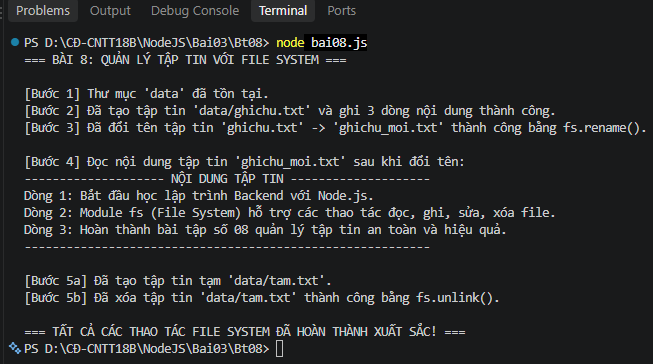 Problems Output Debug Console Terminal Ports
PS D:\CĐ-CNTT18B\NodeJS\Bai03\Bt08> node bai08.js
=== BÀI 8: QUẢN LÝ TẬP TIN VỚI FILE SYSTEM ===
[Bước 1] Thư mục 'data' đã tồn tại.
[Bước 2] Đã tạo tập tin 'data/ghichu.txt' và ghi 3 dòng nội dung thành công.
[Bước 3] Đã đổi tên tập tin 'ghichu.txt' -> 'ghichu_moi.txt' thành công bằng fs.rename().
[Bước 4] Đọc nội dung tập tin 'ghichu_moi.txt' sau khi đổi tên:
-------------------- NỘI DUNG TẬP TIN --------------------
Dòng 1: Bắt đầu học lập trình Backend với Node.js.
Dòng 2: Module fs (File System) hỗ trợ các thao tác đọc, ghi, sửa, xóa file.
Dòng 3: Hoàn thành bài tập số 08 quản lý tập tin an toàn và hiệu quả.
----------------------------------------------------------
[Bước 5a] Đã tạo tập tin tạm 'data/tam.txt'.
[Bước 5b] Đã xóa tập tin 'data/tam.txt' thành công bằng fs.unlink().
=== TẤT CẢ CÁC THAO TÁC FILE SYSTEM ĐÃ HOÀN THÀNH XUẤT SẮC! ===
PS D:\CĐ-CNTT18B\NodeJS\Bai03\Bt08>